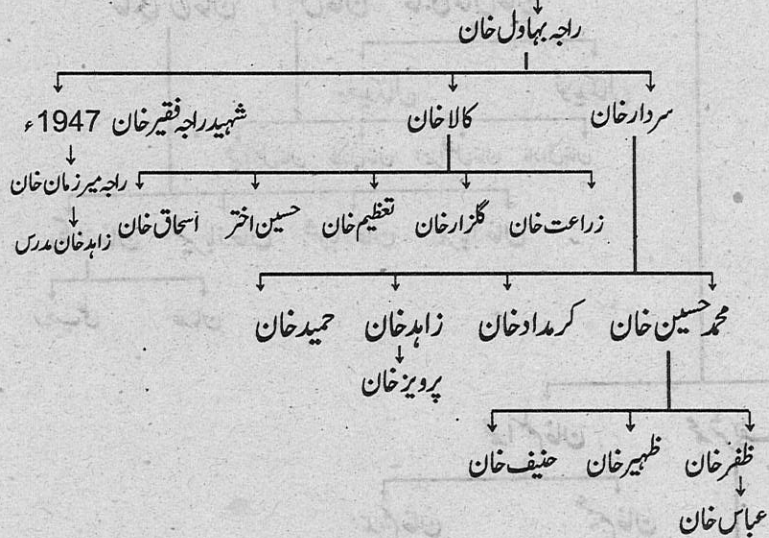 راجہ بہاول خان
سردار خان کالا خان شہید راجہ فقیر خان 1947ء
راجہ میر زمان خان
زراعت خان گلزار خان تعظیم خان حسین اختر اسحاق خان زاہد خان مدرس
محمد حسین خان کرمداد خان زاہد خان حمید خان
پرویز خان
ظفر خان ظہیر خان حنیف خان
عباس خان